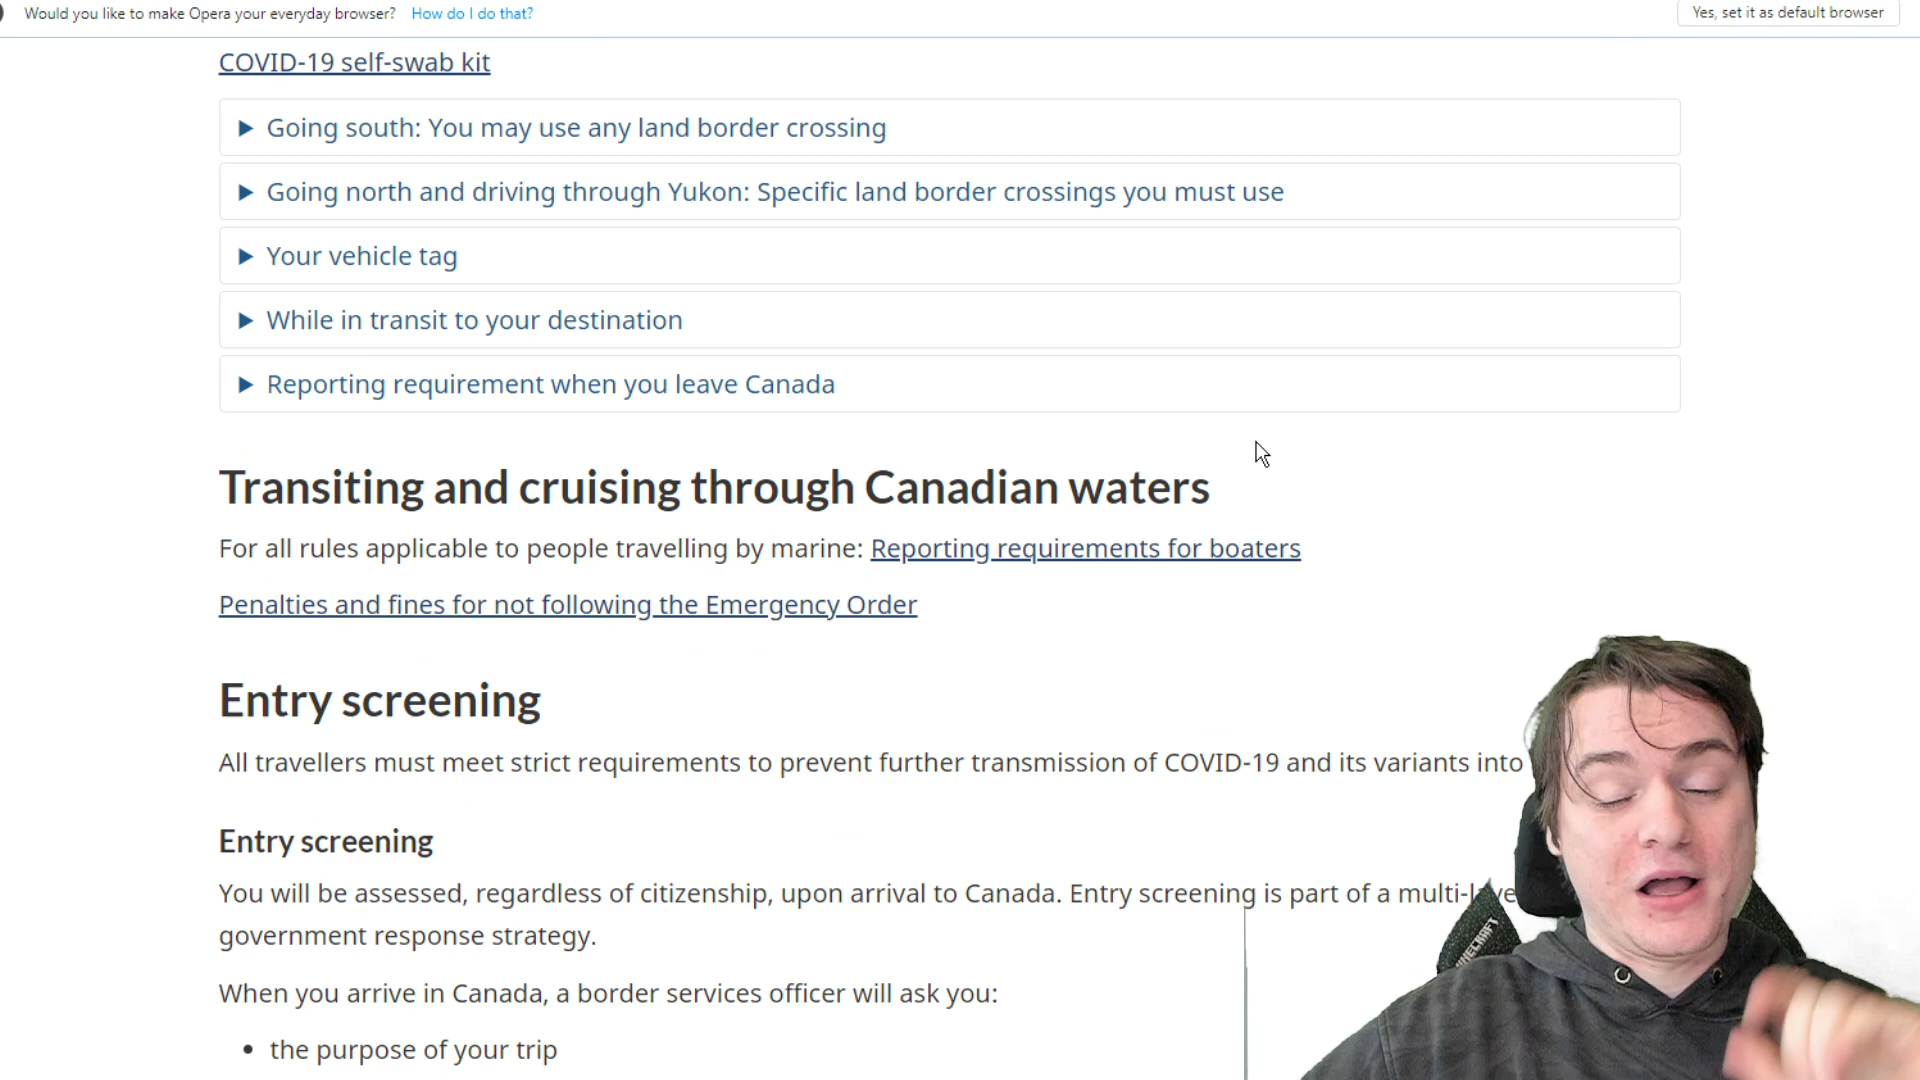 Would you like to make Opera your everyday browser? How do I do that? Yes, set it as default browser
COVID-19 self-swab kit
Going south: You may use any land border crossing
Going north and driving through Yukon: Specific land border crossings you must use
Your vehicle tag
While in transit to your destination
Reporting requirement when you leave Canada
Transiting and cruising through Canadian waters
For all rules applicable to people travelling by marine: Reporting requirements for boaters
Penalties and fines for not following the Emergency Order
Entry screening
All travellers must meet strict requirements to prevent further transmission of COVID-19 and its variants into
Entry screening
You will be assessed, regardless of citizenship, upon arrival to Canada. Entry screening is part of a
government response strategy.
When you arrive in Canada, a border services officer will ask you:
• the purpose of your trip